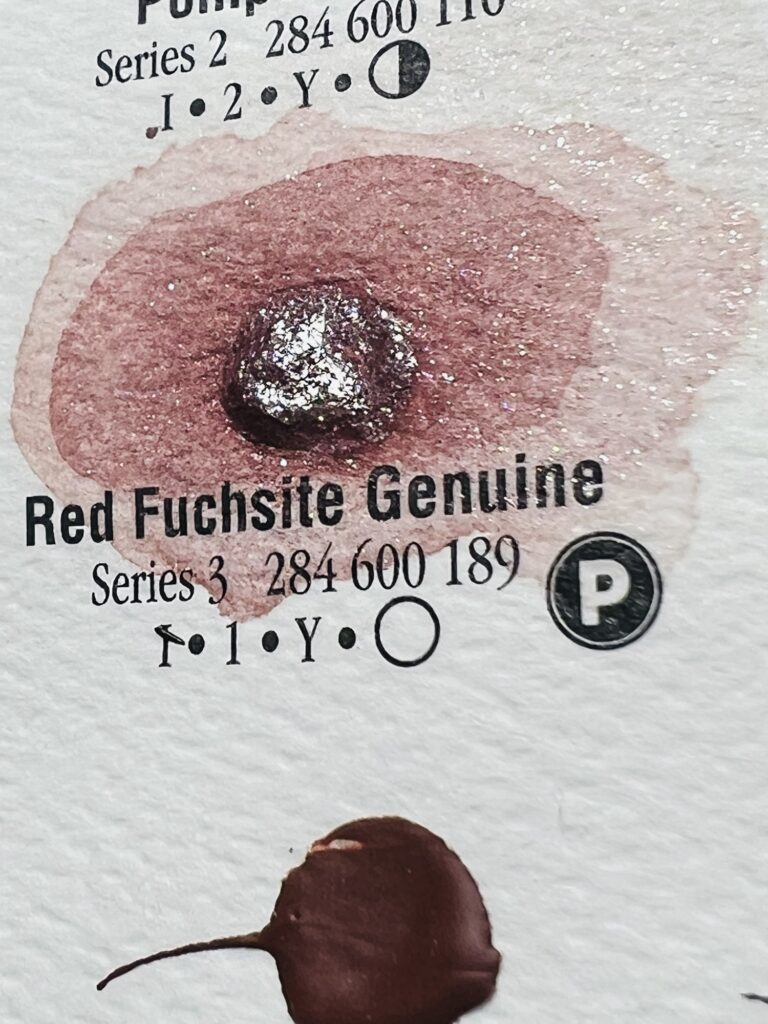 Series 2 284 600 110
I • 2 • Y •
Red Fuchsite Genuine
Series 3 284 600 189
P
I • 1 • Y •